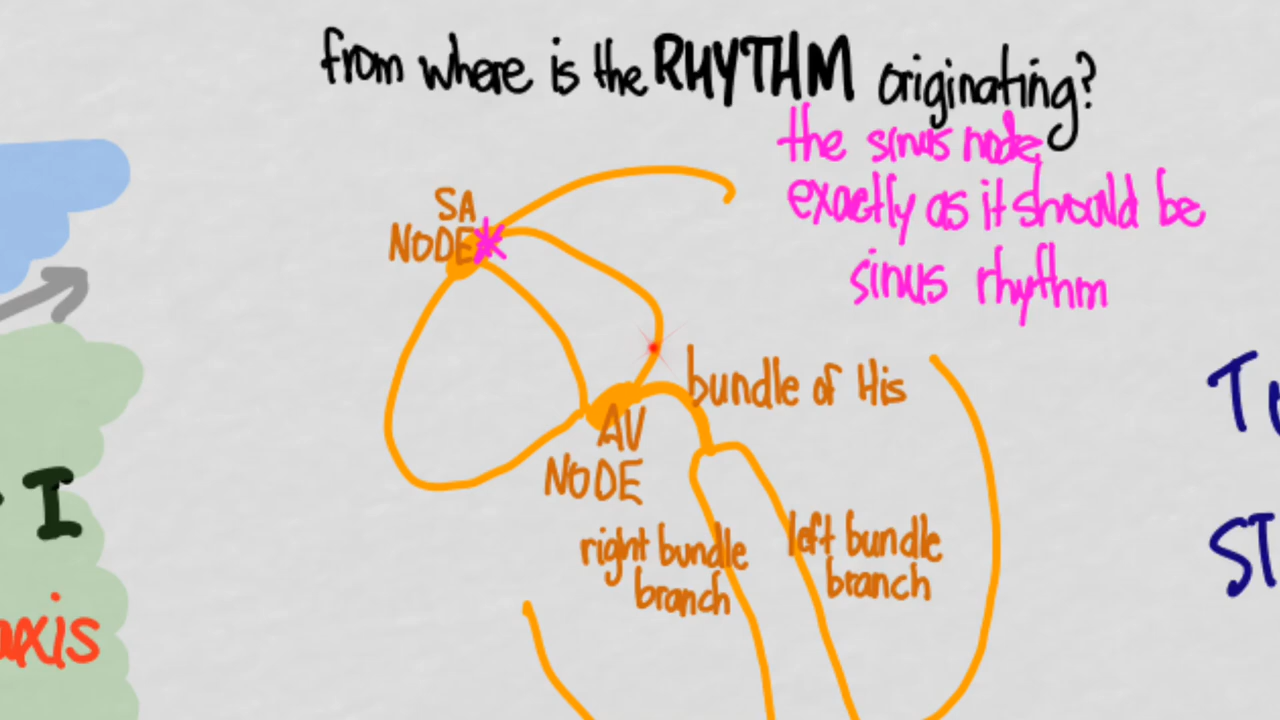 from where is the RHYTHM originating?
the sinus node
exactly as it should be
sinus rhythm
SA
NODE
bundle of His
AV
NODE
right bundle
branch
left bundle
branch
I
axis
T
ST